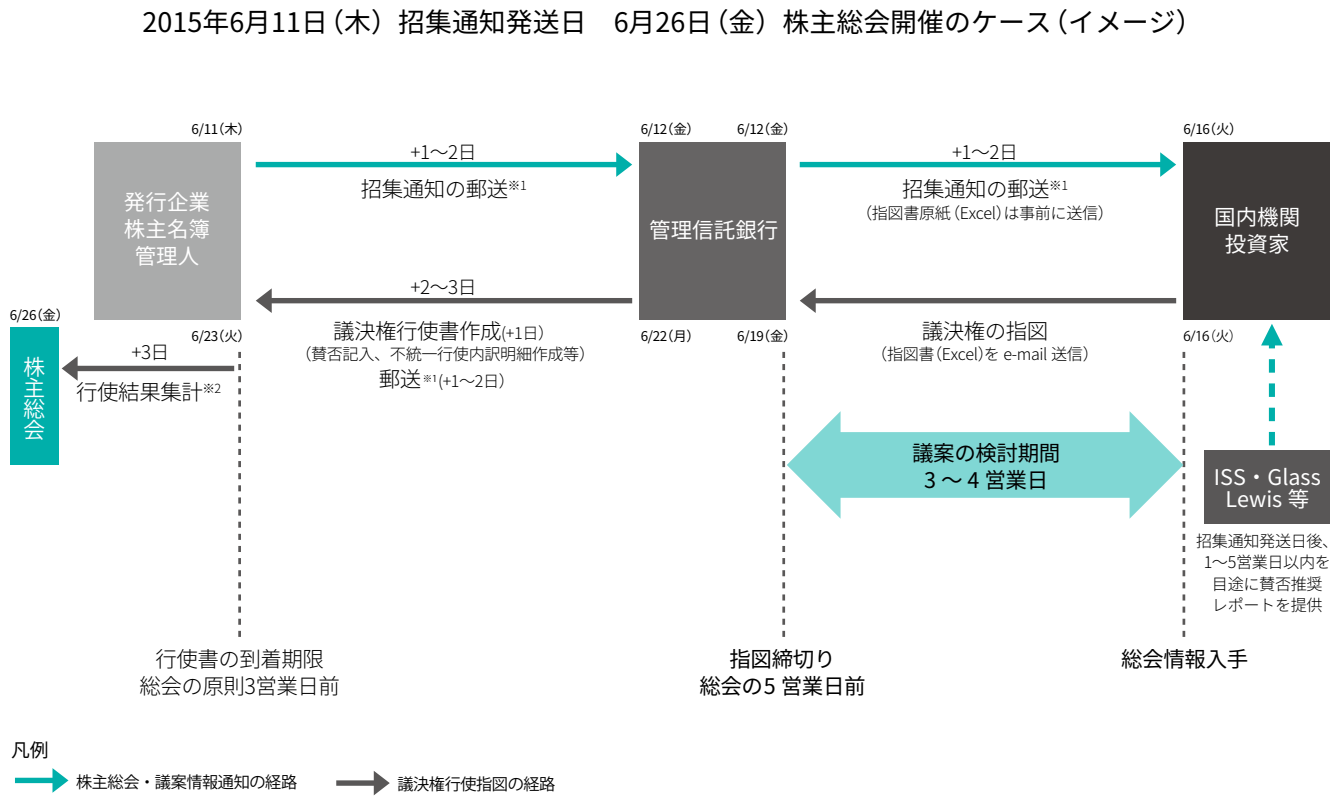 2015年6月11日（木）招集通知発送日　6月26日（金）株主総会開催のケース（イメージ）
6/11（木）
発行企業
株主名簿
管理人
6/23（火）
+1〜2日
招集通知の郵送※1
6/12（金）
6/12（金）
管理信託銀行
6/22（月）
6/19（金）
+1〜2日
招集通知の郵送※1
（指図書原紙（Excel）は事前に送信）
6/16（火）
国内機関
投資家
6/16（火）
+2〜3日
議決権行使書作成(+1日）
（賛否記入、不統一行使内訳明細作成等）
郵送※1(+1〜2日）
議決権の指図
（指図書（Excel）を e-mail 送信）
6/26（金）
株主総会
+3日
行使結果集計※2
議案の検討期間
3 〜 4 営業日
ISS・Glass
Lewis 等
招集通知発送日後、
1〜5営業日以内を
目途に賛否推奨
レポートを提供
行使書の到着期限
総会の原則3営業日前
指図締切り
総会の5 営業日前
総会情報入手
凡例
株主総会・議案情報通知の経路
議決権行使指図の経路